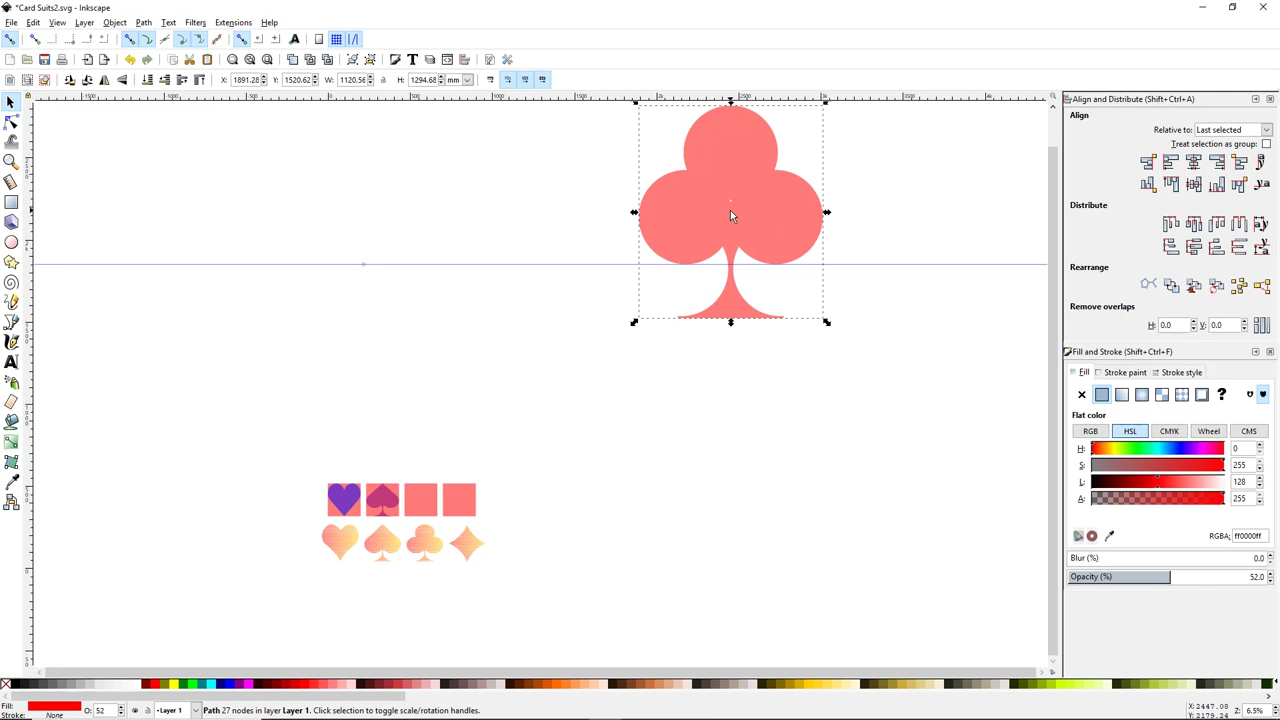 *Card Suits2.svg - Inkscape
File Edit View Layer Object Path Text Filters Extensions Help
X: 1891.28 Y: 1520.62 W: 1120.56 H: 1294.68 mm
Align and Distribute (Shift+Ctrl+A)
Align
Relative to: Last selected
Treat selection as group:
Distribute
Rearrange
Remove overlaps
H: 0.0 V: 0.0
Fill and Stroke (Shift+Ctrl+F)
Fill Stroke paint Stroke style
Flat color
RGB HSL CMYK Wheel CMS
H: 0
S: 255
L: 128
A: 255
RGBA: ff0000ff
Blur (%) 0.0
Opacity (%) 52.0
Fill: O: 52 Layer 1 Path 27 nodes in layer Layer 1. Click selection to toggle scale/rotation handles. X: 2447.08 Z: 6.5%
Stroke: None Y: 2179.24